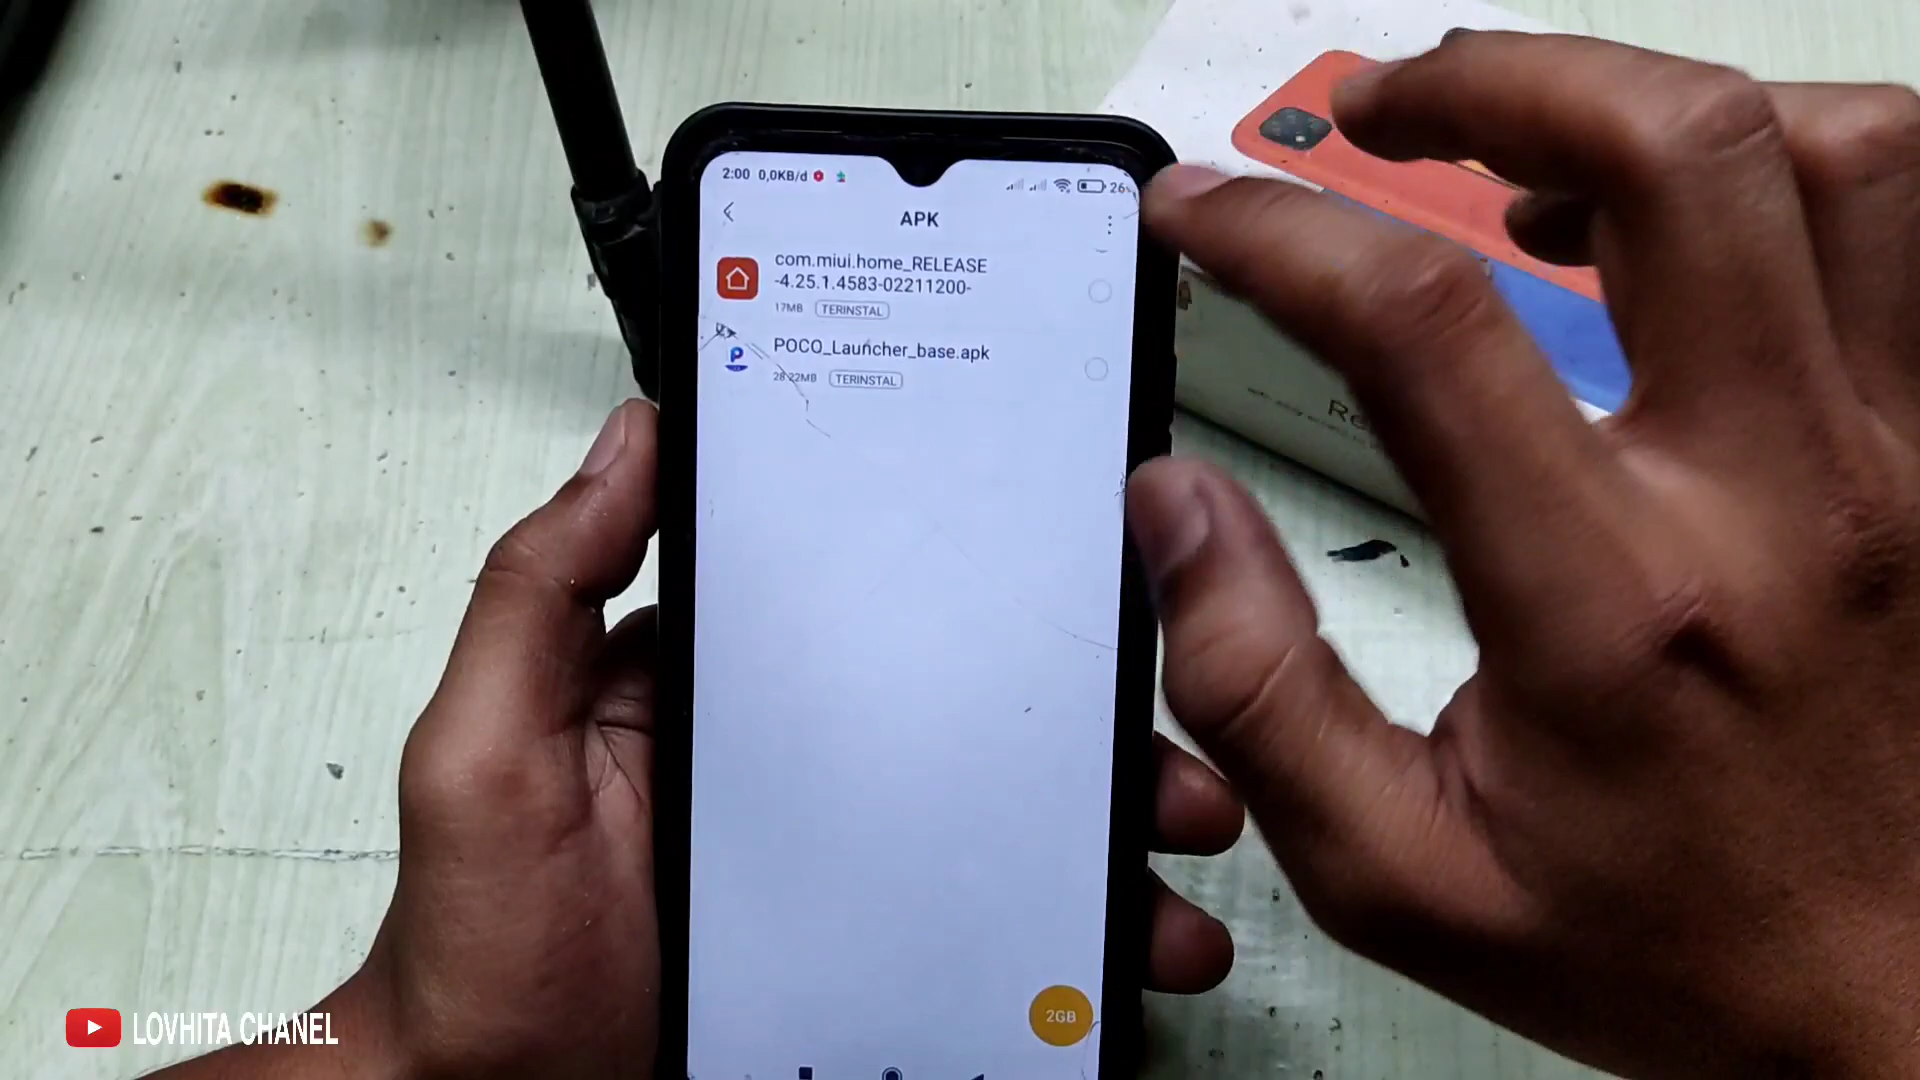 2:00 0,0KB/d
26
APK
com.miui.home_RELEASE
-4.25.1.4583-02211200-
17MB TERINSTAL
POCO_Launcher_base.apk
28.22MB TERINSTAL
2GB
Re
LOVHITA CHANEL